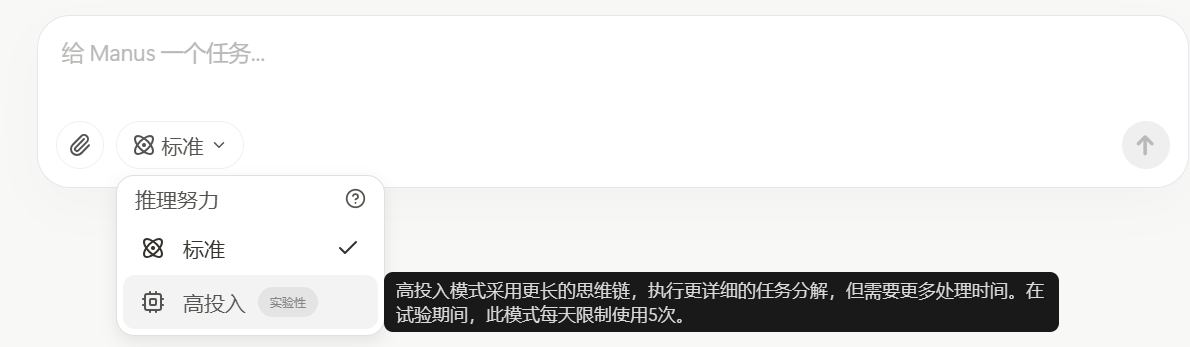 给 Manus 一个任务...
标准
推理努力
标准
高投入 实验性
高投入模式采用更长的思维链，执行更详细的任务分解，但需要更多处理时间。在
试验期间，此模式每天限制使用5次。